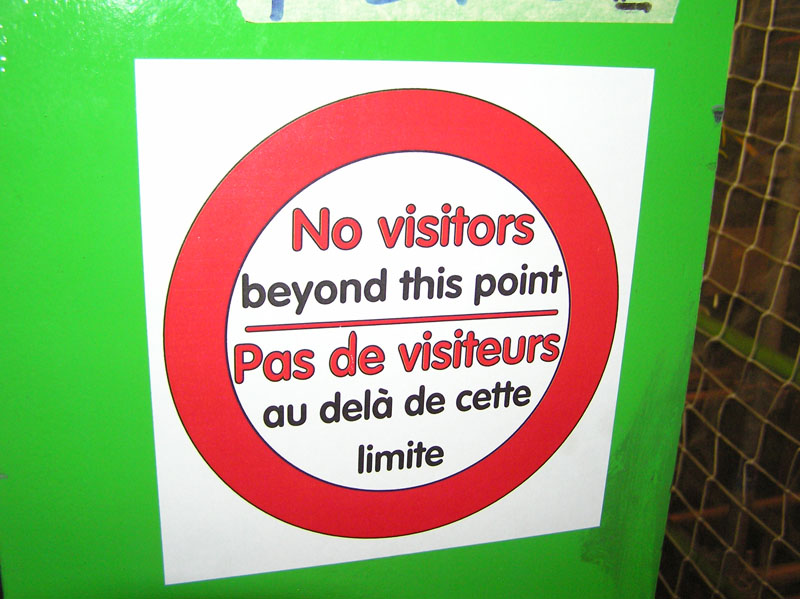 No visitors
beyond this point
Pas de visiteurs
au delà de cette
limite